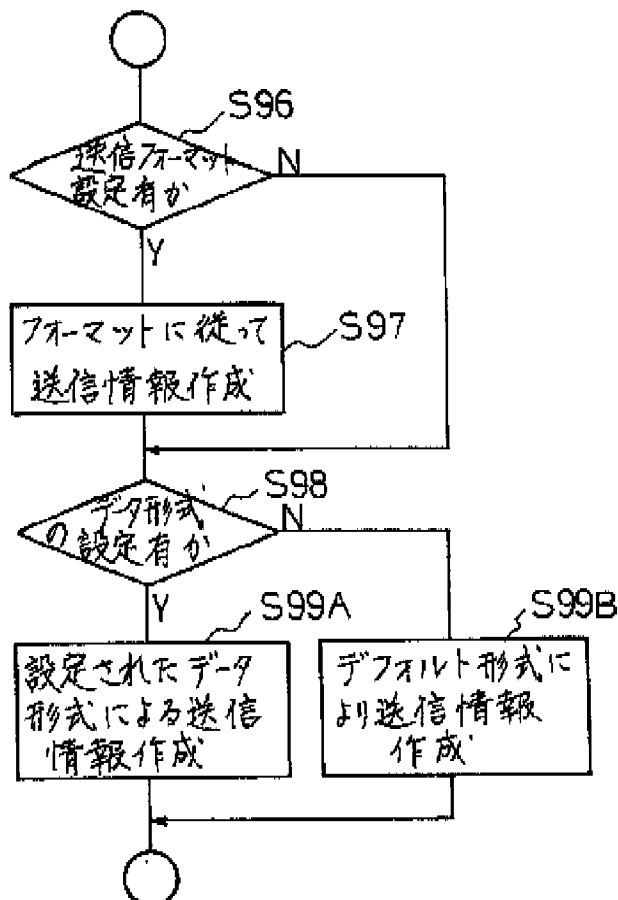 S96
送信フォーマット
設定有か
N
Y
フォーマットに従って
送信情報作成
S97
S98
データ形式
の設定有か
N
Y
S99A
設定されたデータ
形式による送信
情報作成
S99B
デフォルト形式に
より送信情報
作成